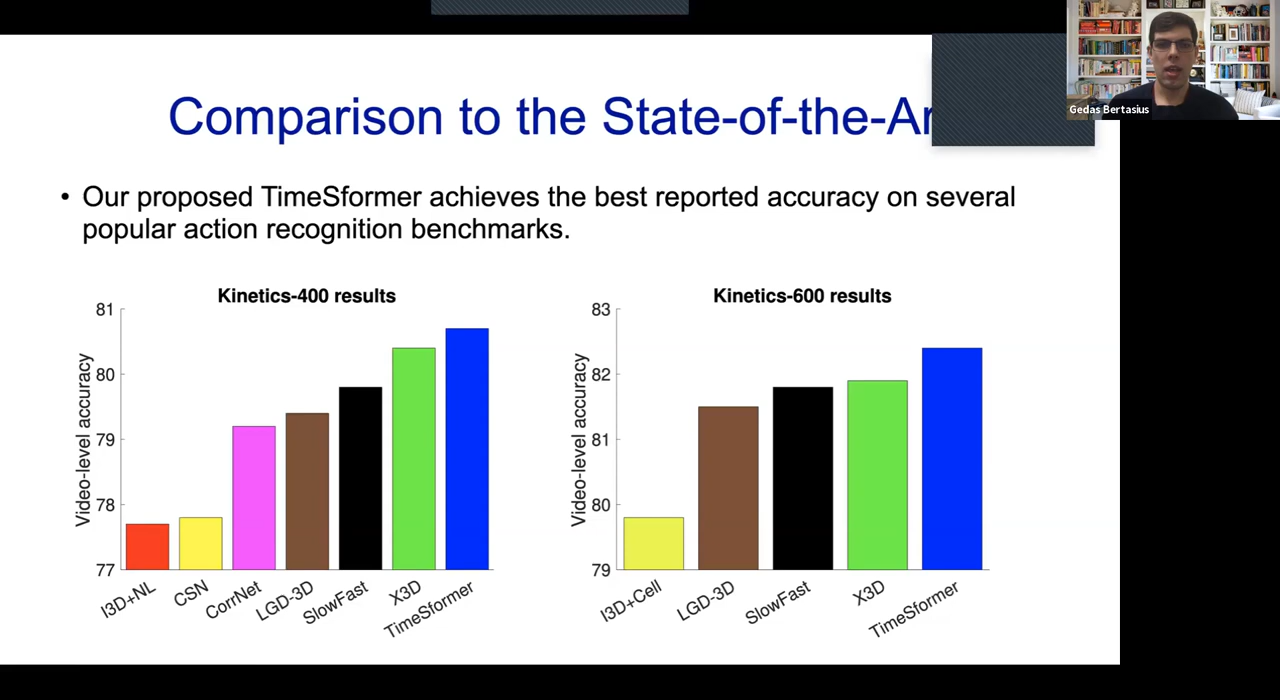 Comparison to the State-of-the-Ar
Gedas Bertasius
• Our proposed TimeSformer achieves the best reported accuracy on several
popular action recognition benchmarks.
Kinetics-400 results
81
80
79
78
77
Video-level accuracy
I3D+NL
CSN
CorrNet
LGD-3D
SlowFast
X3D
TimeSformer
Kinetics-600 results
83
82
81
80
79
Video-level accuracy
I3D+Cell
LGD-3D
SlowFast
X3D
TimeSformer